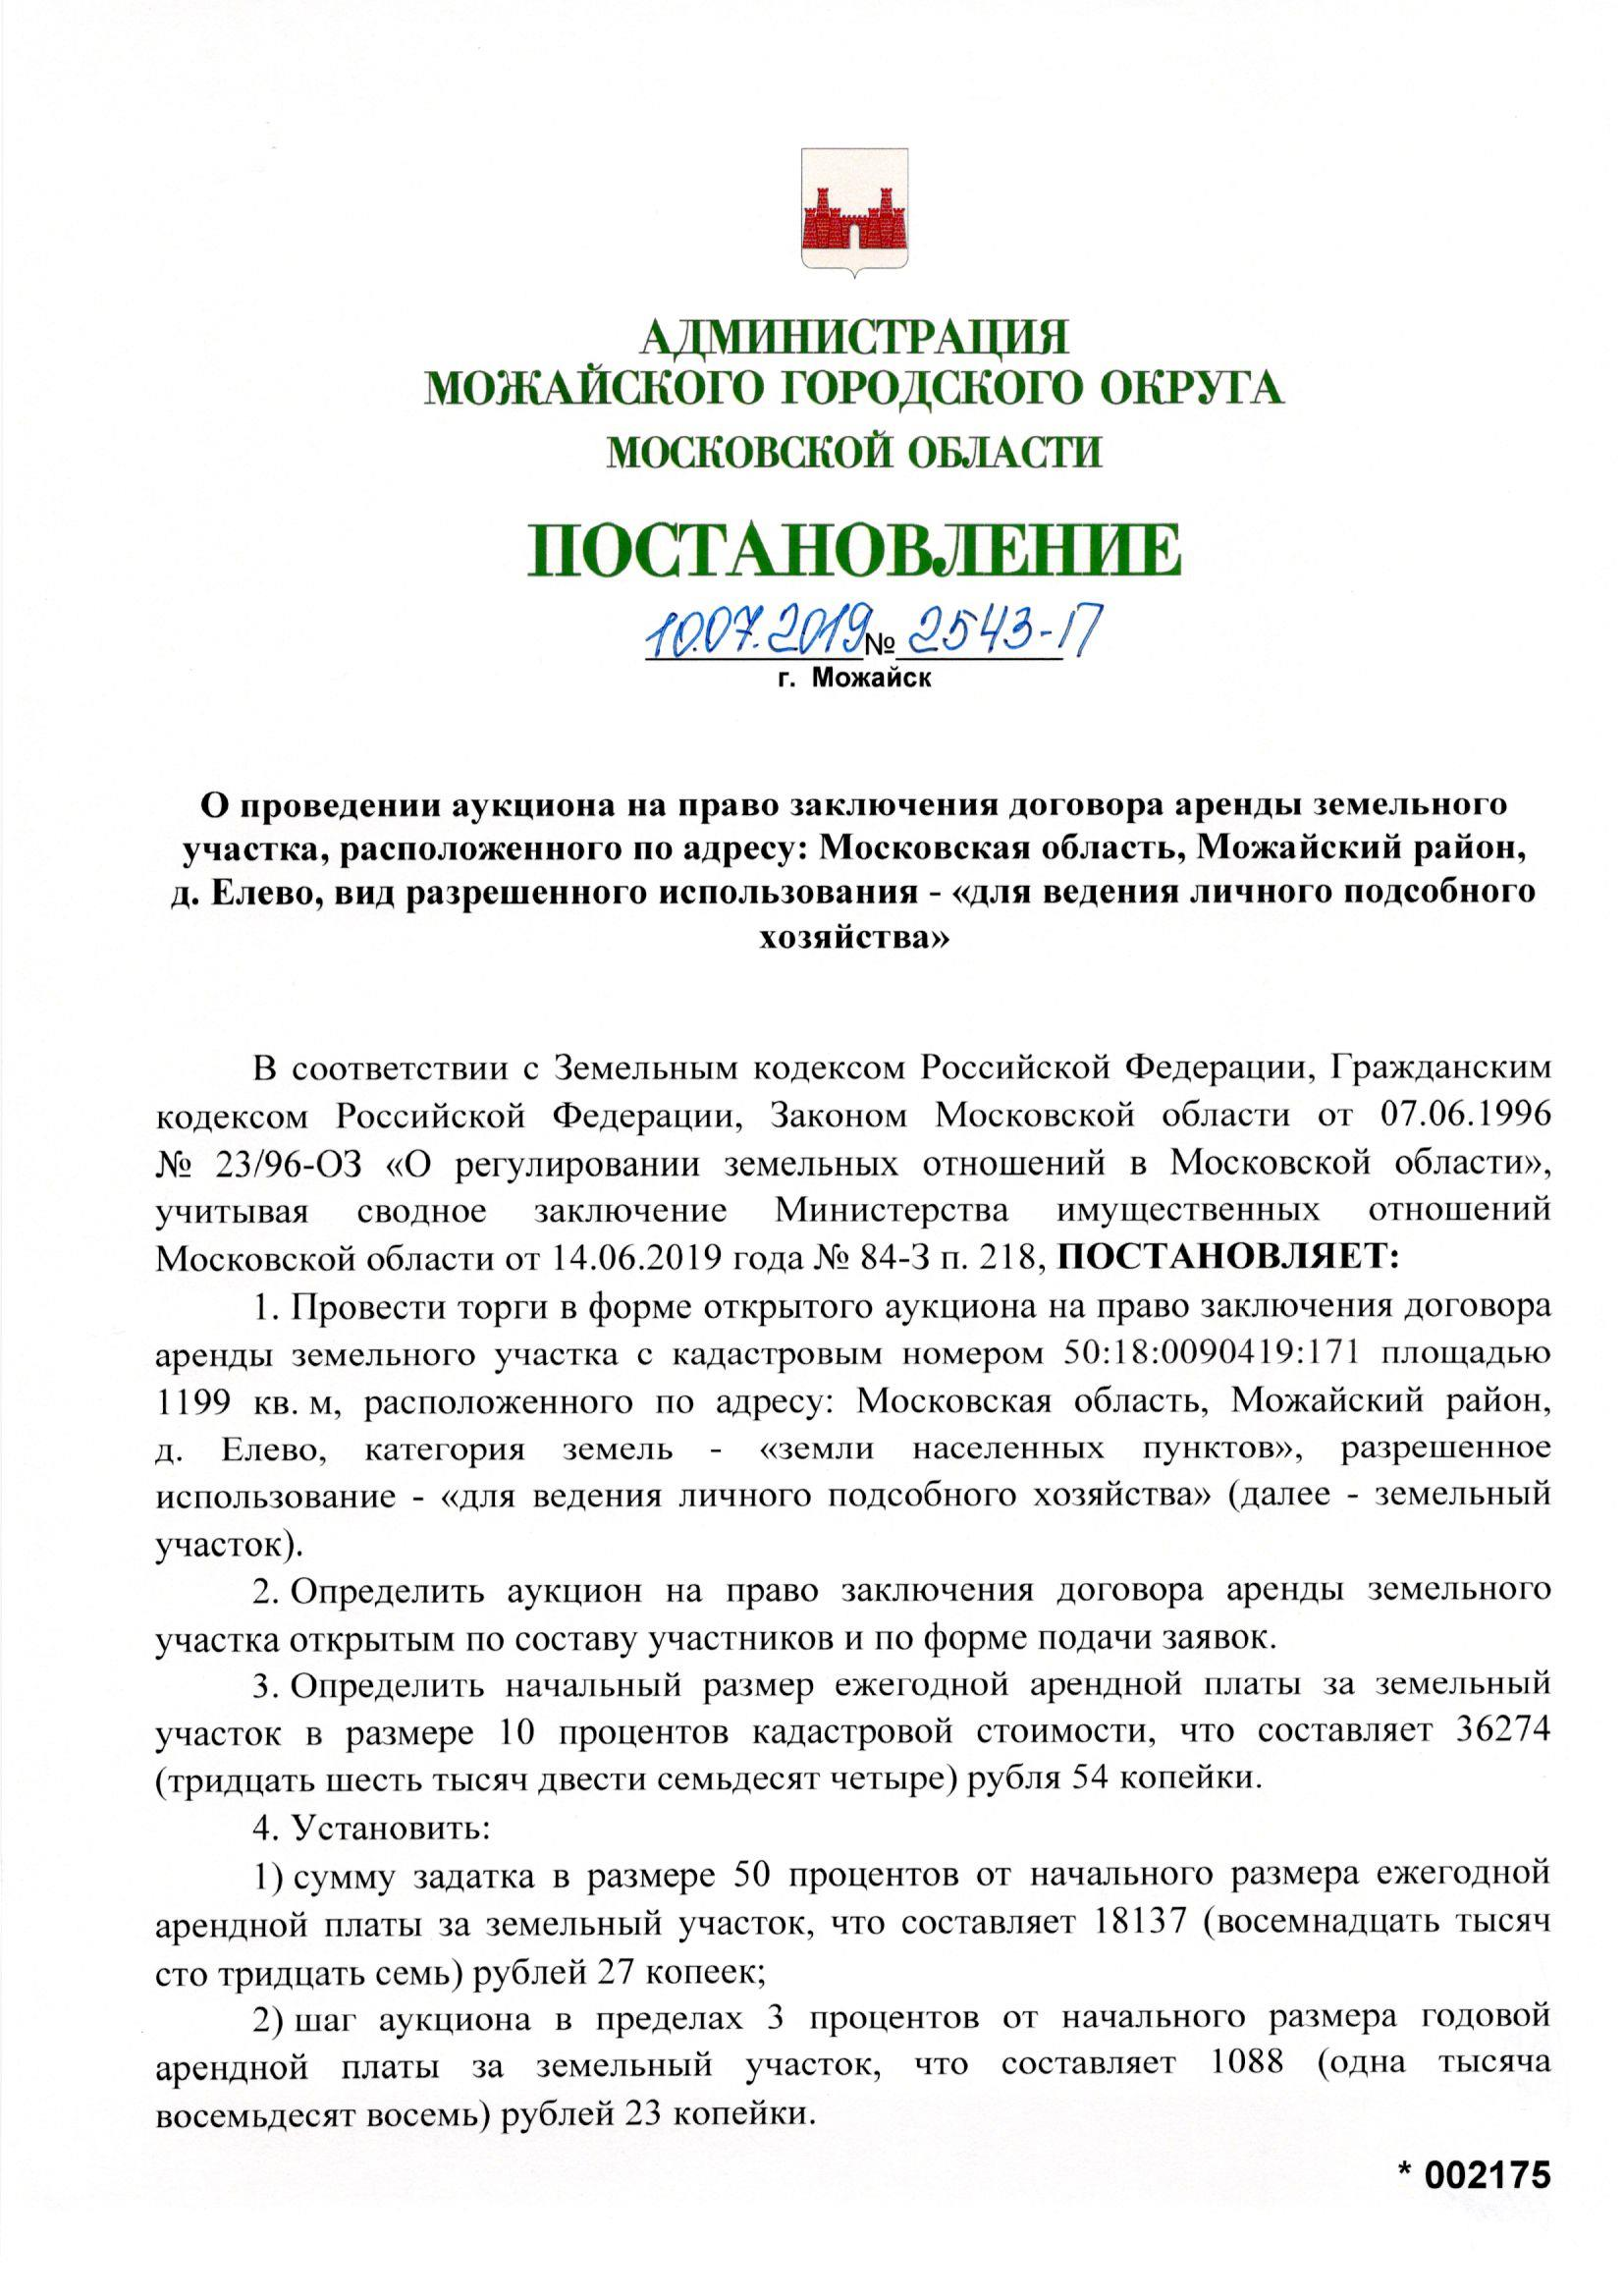 АДМИНИСТРАЦИЯ
МОЖАЙСКОГО ГОРОДСКОГО ОКРУГА
МОСКОВСКОЙ ОБЛАСТИ
ПОСТАНОВЛЕНИЕ
10.07.2019 № 2543-П
г. Можайск
О проведении аукциона на право заключения договора аренды земельного
участка, расположенного по адресу: Московская область, Можайский район,
д. Елево, вид разрешенного использования - «для ведения личного подсобного
хозяйства»
В соответствии с Земельным кодексом Российской Федерации, Гражданским
кодексом Российской Федерации, Законом Московской области от 07.06.1996
№ 23/96-ОЗ «О регулировании земельных отношений в Московской области»,
учитывая сводное заключение Министерства имущественных отношений
Московской области от 14.06.2019 года № 84-З п. 218, ПОСТАНОВЛЯЕТ:
1. Провести торги в форме открытого аукциона на право заключения договора
аренды земельного участка с кадастровым номером 50:18:0090419:171 площадью
1199 кв. м, расположенного по адресу: Московская область, Можайский район,
д. Елево, категория земель - «земли населенных пунктов», разрешенное
использование - «для ведения личного подсобного хозяйства» (далее - земельный
участок).
2. Определить аукцион на право заключения договора аренды земельного
участка открытым по составу участников и по форме подачи заявок.
3. Определить начальный размер ежегодной арендной платы за земельный
участок в размере 10 процентов кадастровой стоимости, что составляет 36274
(тридцать шесть тысяч двести семьдесят четыре) рубля 54 копейки.
4. Установить:
1) сумму задатка в размере 50 процентов от начального размера ежегодной
арендной платы за земельный участок, что составляет 18137 (восемнадцать тысяч
сто тридцать семь) рублей 27 копеек;
2) шаг аукциона в пределах 3 процентов от начального размера годовой
арендной платы за земельный участок, что составляет 1088 (одна тысяча
восемьдесят восемь) рублей 23 копейки.
* 002175